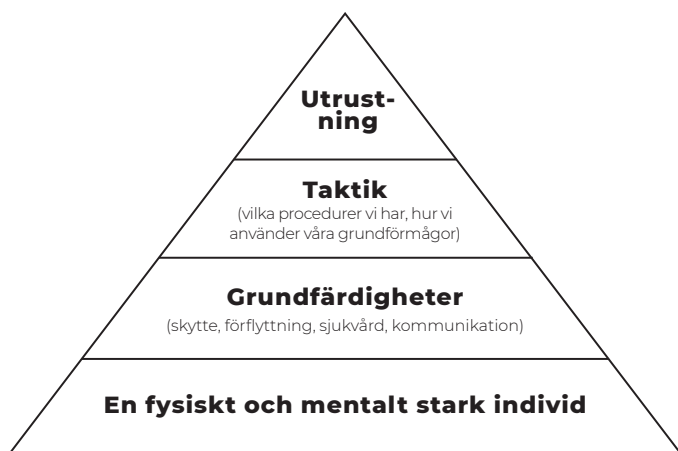 Utrust-
ning
Taktik
(vilka procedurer vi har, hur vi
använder våra grundförmågor)
Grundfärdigheter
(skytte, förflyttning, sjukvård, kommunikation)
En fysiskt och mentalt stark individ